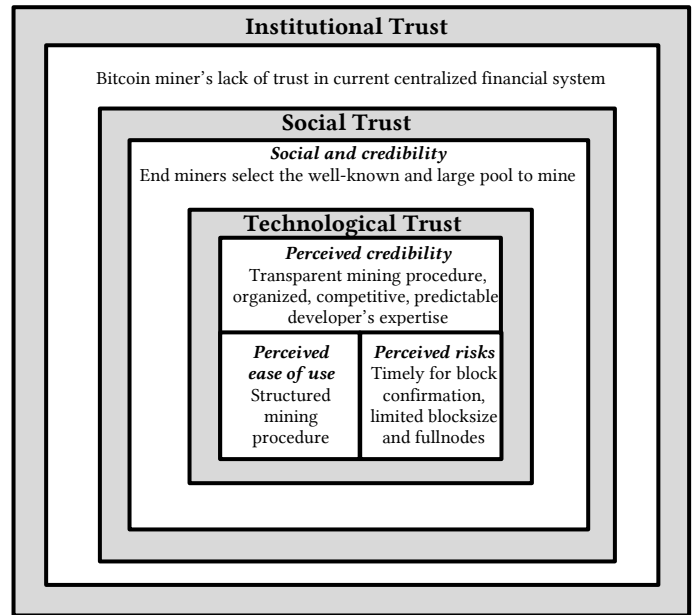 Institutional Trust
Bitcoin miner's lack of trust in current centralized financial system
Social Trust
Social and credibility
End miners select the well-known and large pool to mine
Technological Trust
Perceived credibility
Transparent mining procedure,
organized, competitive, predictable
developer's expertise
Perceived
ease of use
Structured
mining
procedure
Perceived risks
Timely for block
confirmation,
limited blocksize
and fullnodes